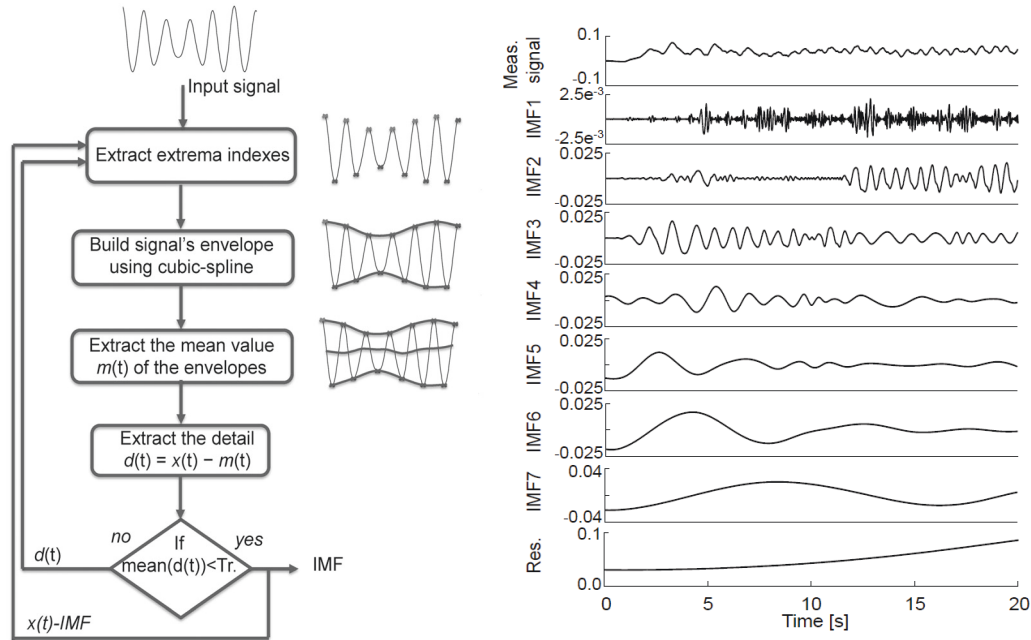 Input signal
Extract extrema indexes
Build signal's envelope
using cubic-spline
Extract the mean value
m(t) of the envelopes
Extract the detail
d(t) = x(t) − m(t)
no
If
yes
mean(d(t))<Tr.
d(t)
IMF
x(t)-IMF
Meas.
signal
0.1
-0.1
IMF1
2.5e-3
-2.5e-3
IMF2
0.025
-0.025
IMF3
0.025
-0.025
IMF4
0.025
-0.025
IMF5
0.025
-0.025
IMF6
0.025
-0.025
IMF7
0.04
-0.04
Res.
0.1
0.0
0 5 10 15 20
Time [s]